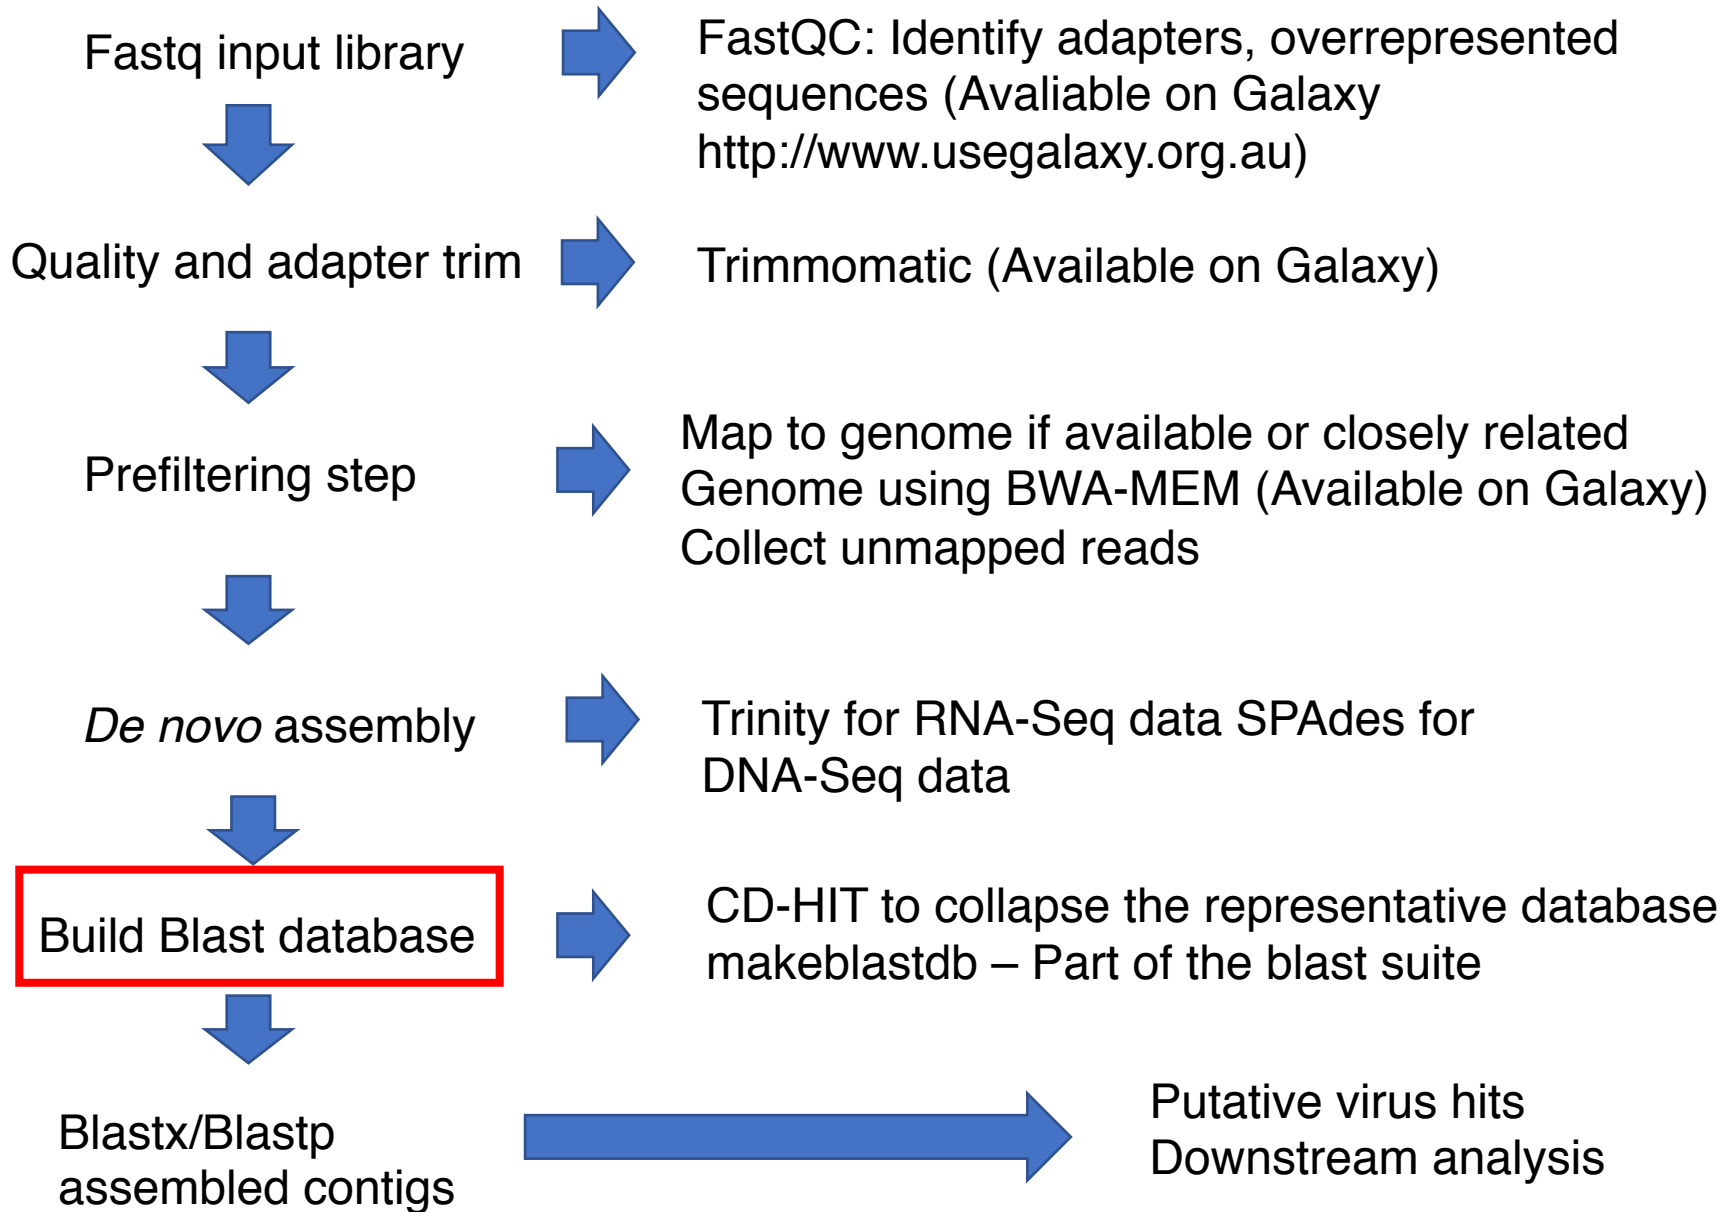 Fastq input library
FastQC: Identify adapters, overrepresented
sequences (Avaliable on Galaxy
http://www.usegalaxy.org.au)
Quality and adapter trim
Trimmomatic (Available on Galaxy)
Prefiltering step
Map to genome if available or closely related
Genome using BWA-MEM (Available on Galaxy)
Collect unmapped reads
De novo assembly
Trinity for RNA-Seq data SPAdes for
DNA-Seq data
Build Blast database
CD-HIT to collapse the representative database
makeblastdb – Part of the blast suite
Blastx/Blastp
assembled contigs
Putative virus hits
Downstream analysis